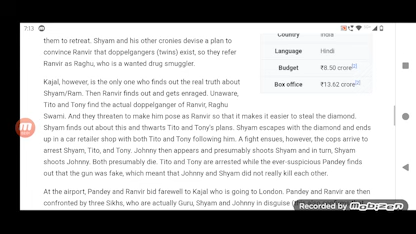 7:13
them to retreat. Shyam and his other cronies devise a plan to
convince Ranvir that doppelgangers (twins) exist, so they refer
Ranvir as Raghu, who is a wanted drug smuggler.
Country India
Language Hindi
Budget ₹8.50 crore[2]
Box office ₹13.62 crore[2]
Kajal, however, is the only one who finds out the real truth about
Shyam/Ram. Then Ranvir finds out and gets enraged. Unaware,
Tito and Tony find the actual doppelganger of Ranvir, Raghu
Swami. And they threaten to make him pose as Ranvir so that it makes it easier to steal the diamond.
Shyam finds out about this and thwarts Tito and Tony's plans. Shyam escapes with the diamond and ends
up in a car retailer shop with both Tito and Tony following him. A fight ensues, however, the cops arrive to
arrest Shyam, Tito, and Tony. Johnny then appears and presumably shoots Shyam and in turn, Shyam
shoots Johnny. Both presumably die. Tito and Tony are arrested while the ever-suspicious Pandey finds
out that the gun was fake, which meant that Johnny and Shyam did not really kill each other.
At the airport, Pandey and Ranvir bid farewell to Kajal who is going to London. Pandey and Ranvir are then
confronted by three Sikhs, who are actually Guru, Shyam and Johnny in disguise
Recorded by Mobizen